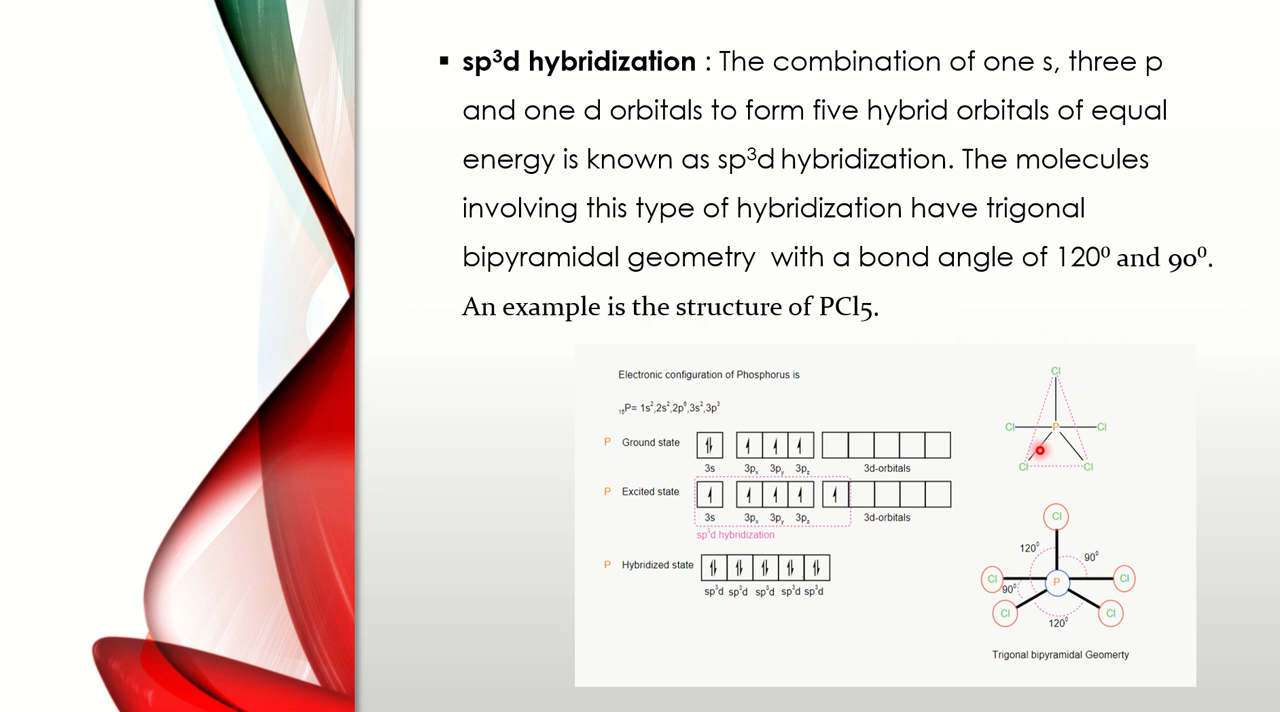 ▪ sp³d hybridization : The combination of one s, three p
and one d orbitals to form five hybrid orbitals of equal
energy is known as sp³d hybridization. The molecules
involving this type of hybridization have trigonal
bipyramidal geometry with a bond angle of 120⁰ and 90⁰.
An example is the structure of PCl5.
Electronic configuration of Phosphorus is
₁₅P= 1s²,2s²,2p⁶,3s²,3p³
P Ground state
3s 3pₓ 3pᵧ 3p_z 3d-orbitals
P Excited state
3s 3pₓ 3pᵧ 3p_z 3d-orbitals
sp³d hybridization
P Hybridized state
sp³d sp³d sp³d sp³d sp³d
Cl
Cl P Cl
Cl Cl
Cl
120⁰ 90⁰
Cl P Cl
90⁰
Cl Cl
120⁰
Trigonal bipyramidal Geomerty